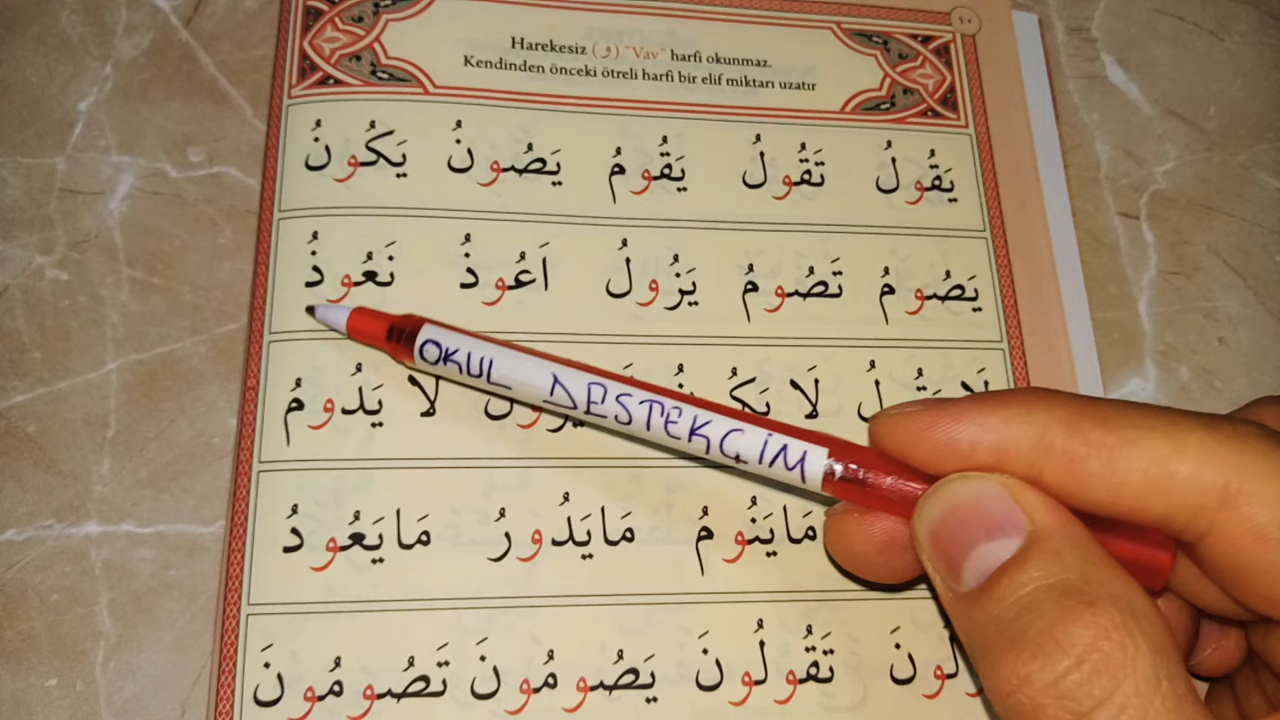 ١٠
Harekesiz (و) "Vav" harfi okunmaz.
Kendinden önceki ötreli harfi bir elif miktarı uzatır
يَقُولُ تَقُولُ يَقُومُ يَصُونُ يَكُونُ
يَصُومُ تَصُومُ يَزُولُ اَعُوذُ نَعُوذُ
لَا يَكُ لَا يَدُومُ
OKUL DESTEKÇİM
مَايَنُومُ مَايَدُورُ مَايَعُودُ
تَقُولُونَ يَصُومُونَ تَصُومُونَ